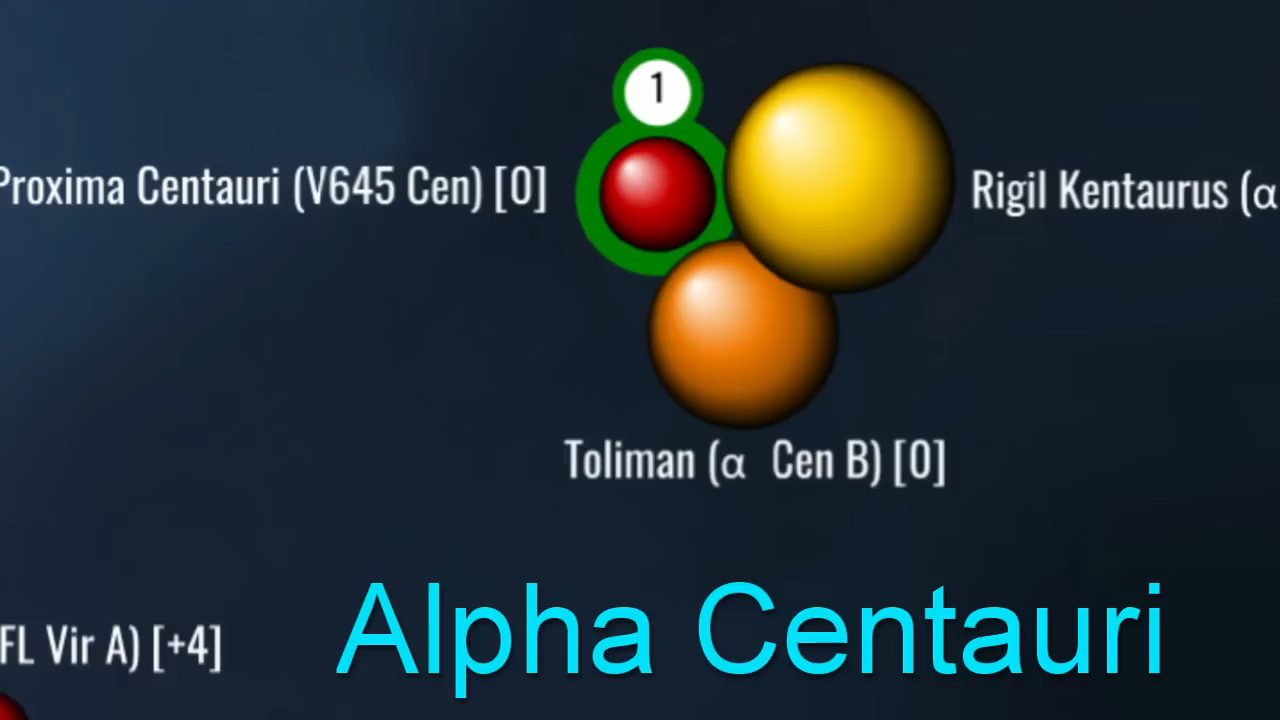 1
Proxima Centauri (V645 Cen) [0]
Rigil Kentaurus (α
Toliman (α Cen B) [0]
FL Vir A) [+4]
Alpha Centauri